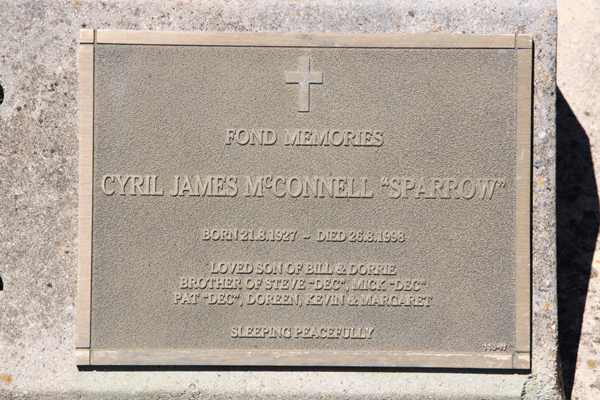 FOND MEMORIES
CYRIL JAMES McCONNELL "SPARROW"
BORN 21.8.1927 ~ DIED 26.8.1998
LOVED SON OF BILL & DORRIE
BROTHER OF STEVE "DEC", MICK "DEC"
PAT "DEC", DOREEN, KEVIN & MARGARET
SLEEPING PEACEFULLY